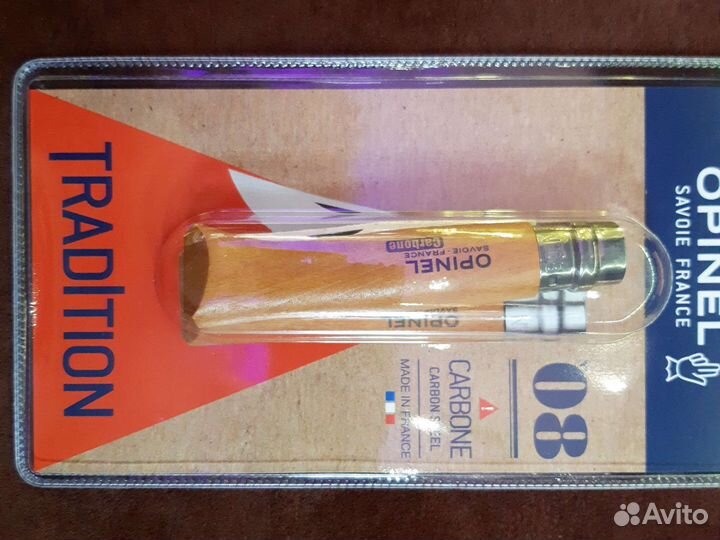 OPINEL
SAVOIE FRANCE
08
CARBONE
CARBON STEEL
MADE IN FRANCE
OPINEL
SAVOIE - FRANCE
Carbone
OPINEL
TRADITION
Avito